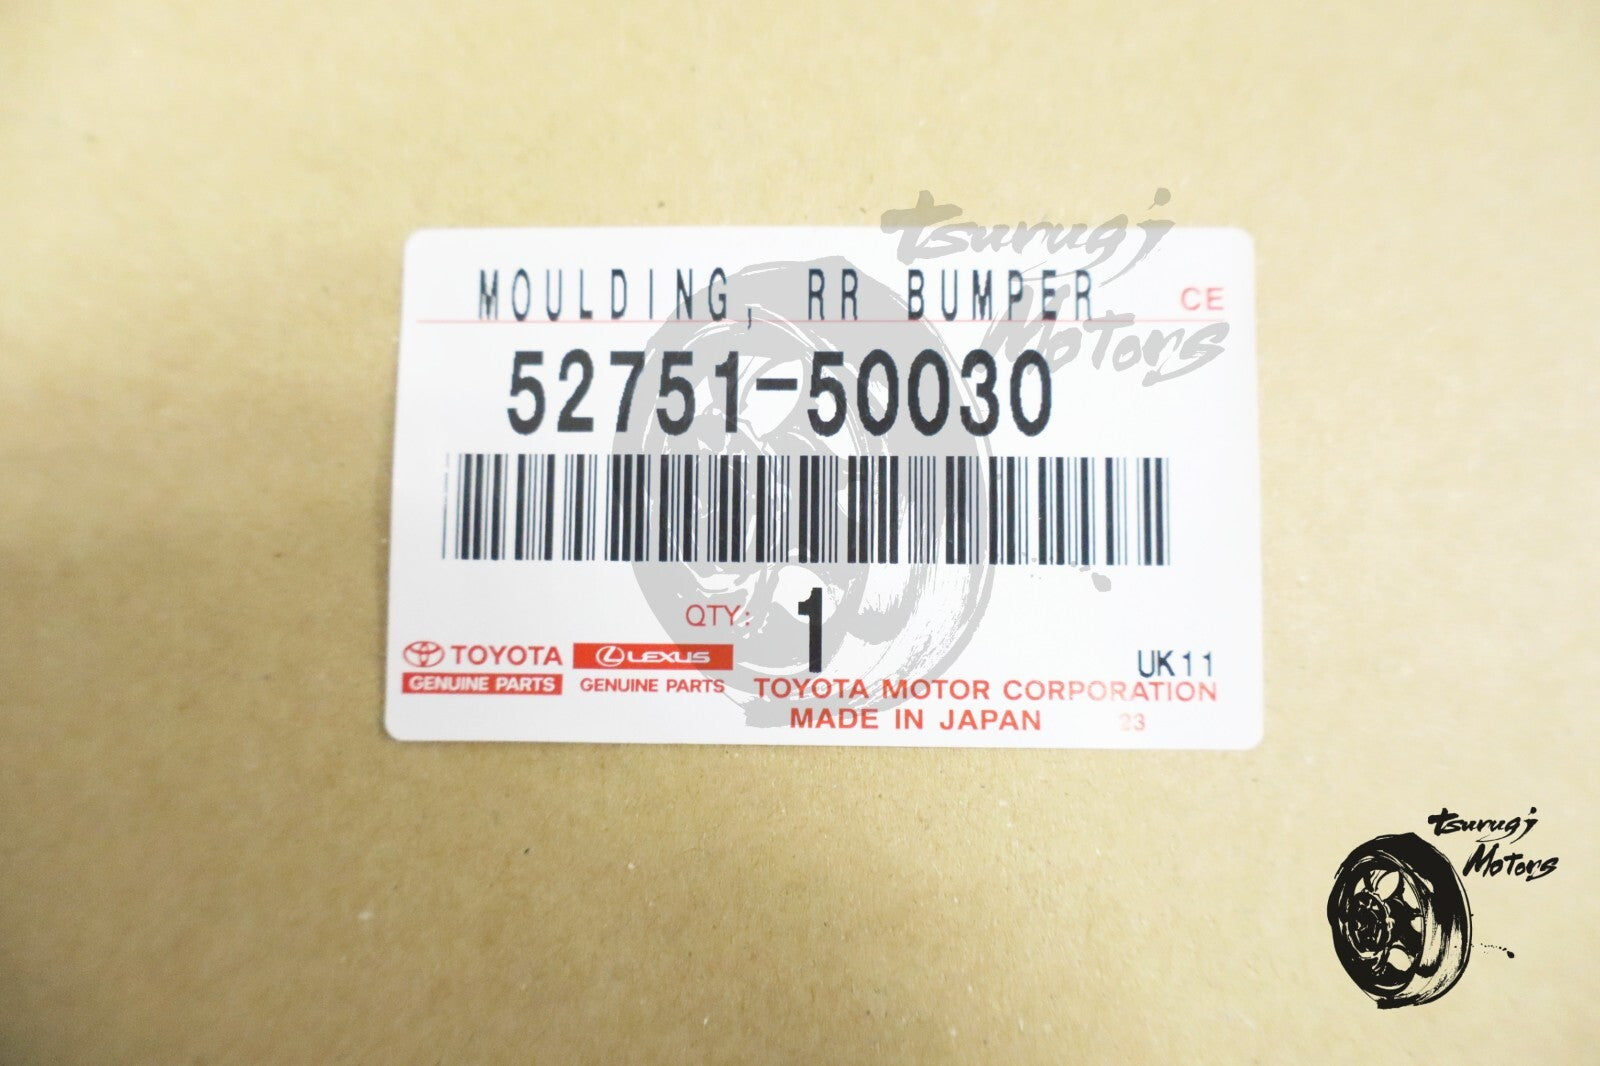 MOULDING, RR BUMPER CE
52751-50030
QTY: 1
TOYOTA
GENUINE PARTS
LEXUS
GENUINE PARTS
UK11
TOYOTA MOTOR CORPORATION
MADE IN JAPAN 23
Tsurugi
Motors
Tsurugi
Motors